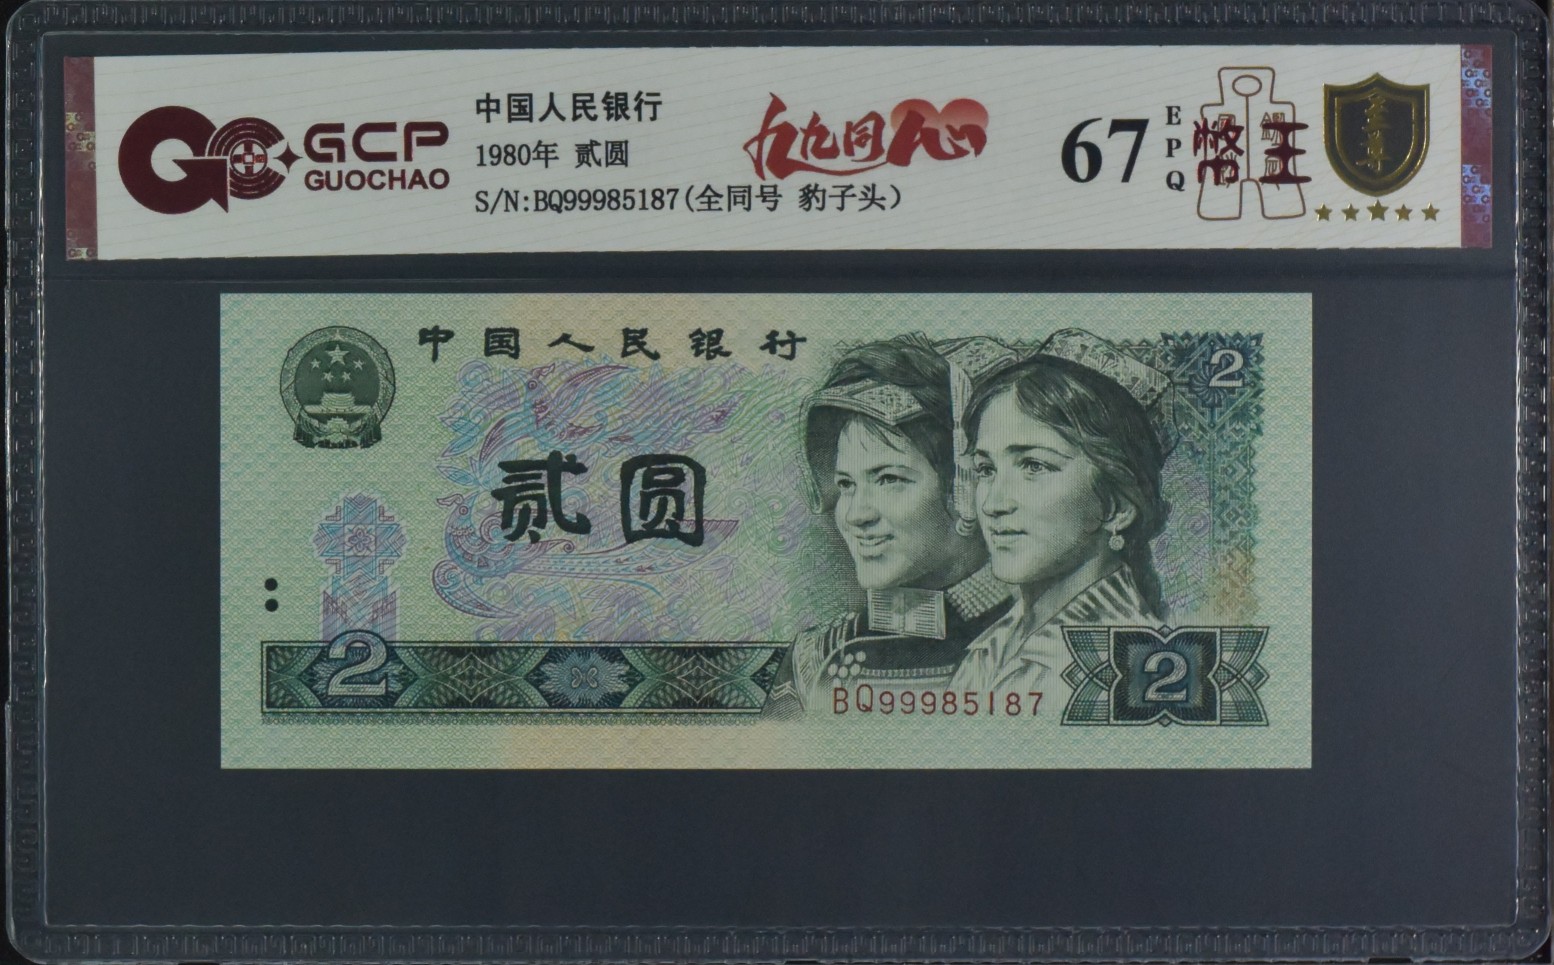 GCP
GUOCHAO
中国人民银行
1980年 贰圆
S/N:BQ99985187(全同号 豹子头)
九九同心
67
EPQ
至尊
中国人民银行
2
贰圆
2
2
BQ99985187